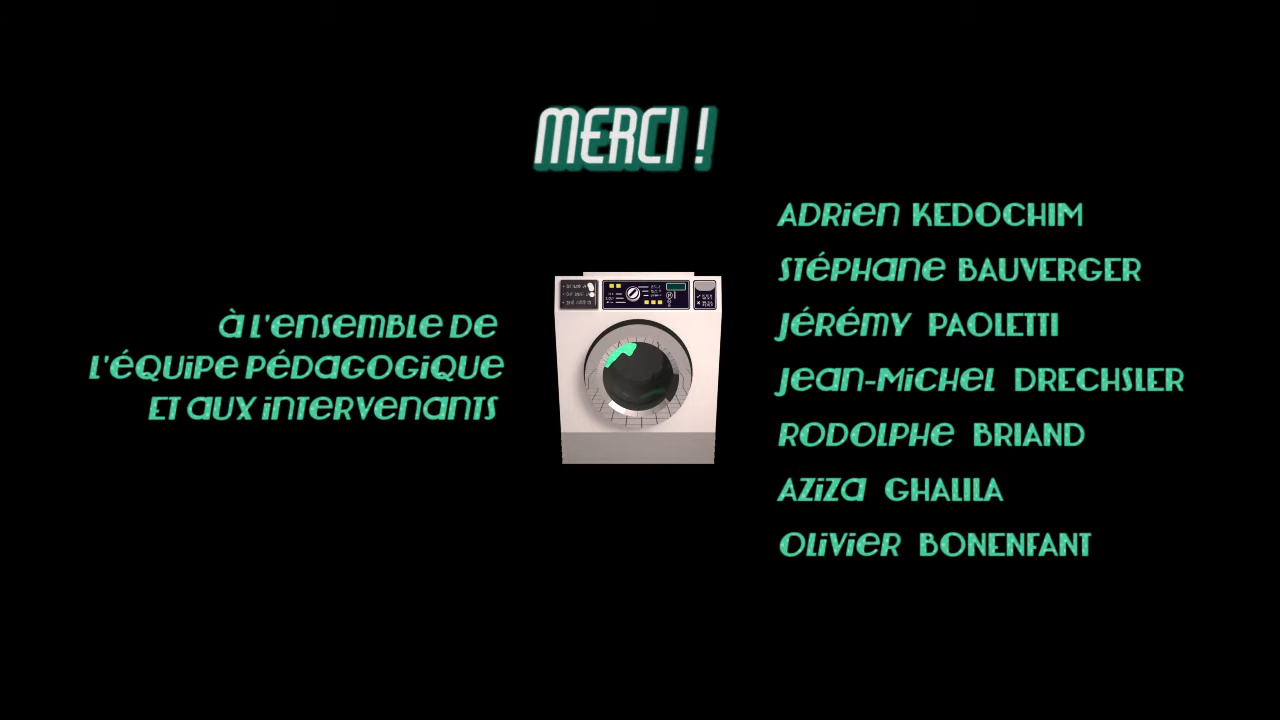 MERCI !
à l'ensemble de
l'équipe pédagogique
et aux intervenants
Adrien KEDOCHIM
Stéphane BAUVERGER
Jérémy PAOLETTI
Jean-Michel DRECHSLER
Rodolphe BRIAND
Aziza GHALILA
Olivier BONENFANT